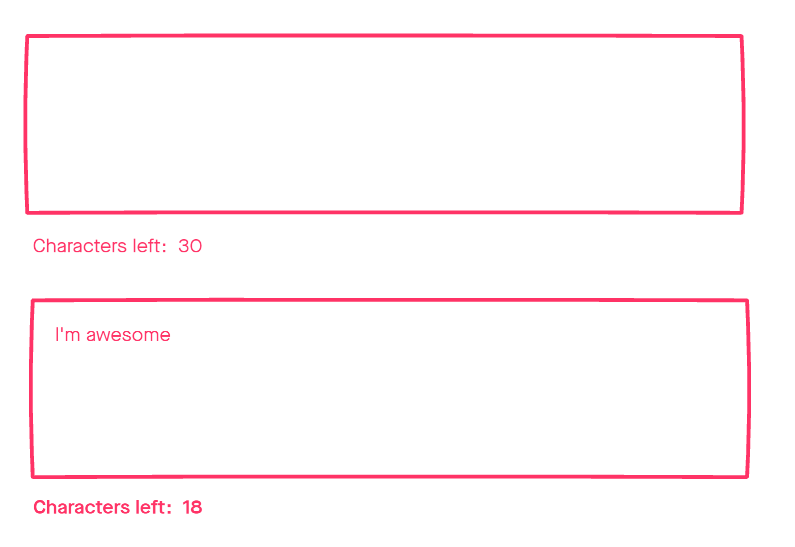 Characters left: 30
I'm awesome
Characters left: 18